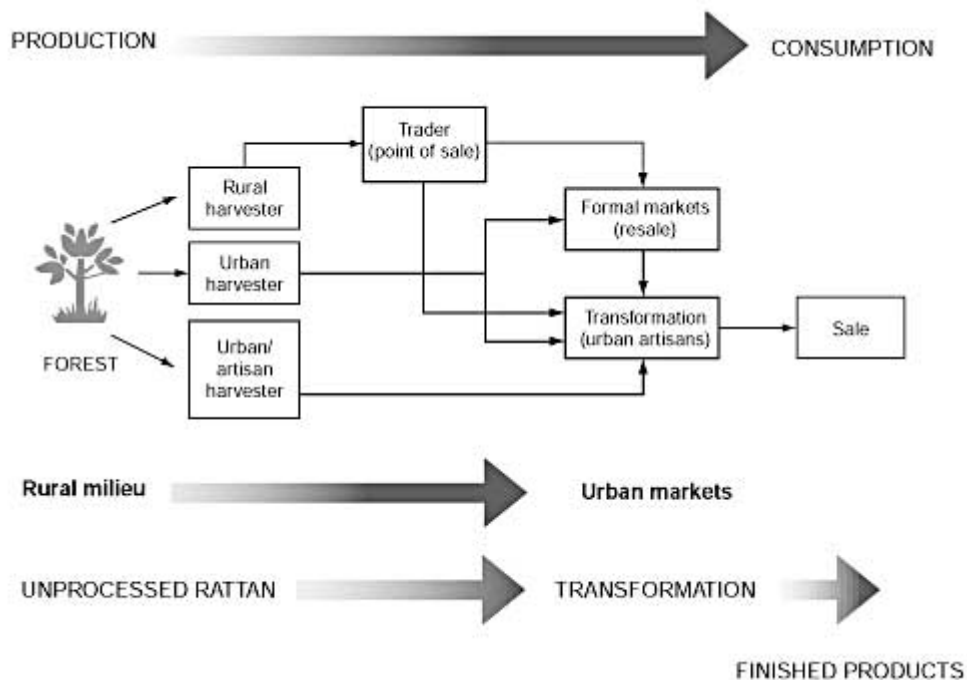 PRODUCTION
CONSUMPTION
Trader
(point of sale)
Rural
harvester
Formal markets
(resale)
Urban
harvester
Transformation
(urban artisans)
Sale
FOREST
Urban/
artisan
harvester
Rural milieu
Urban markets
UNPROCESSED RATTAN
TRANSFORMATION
FINISHED PRODUCTS